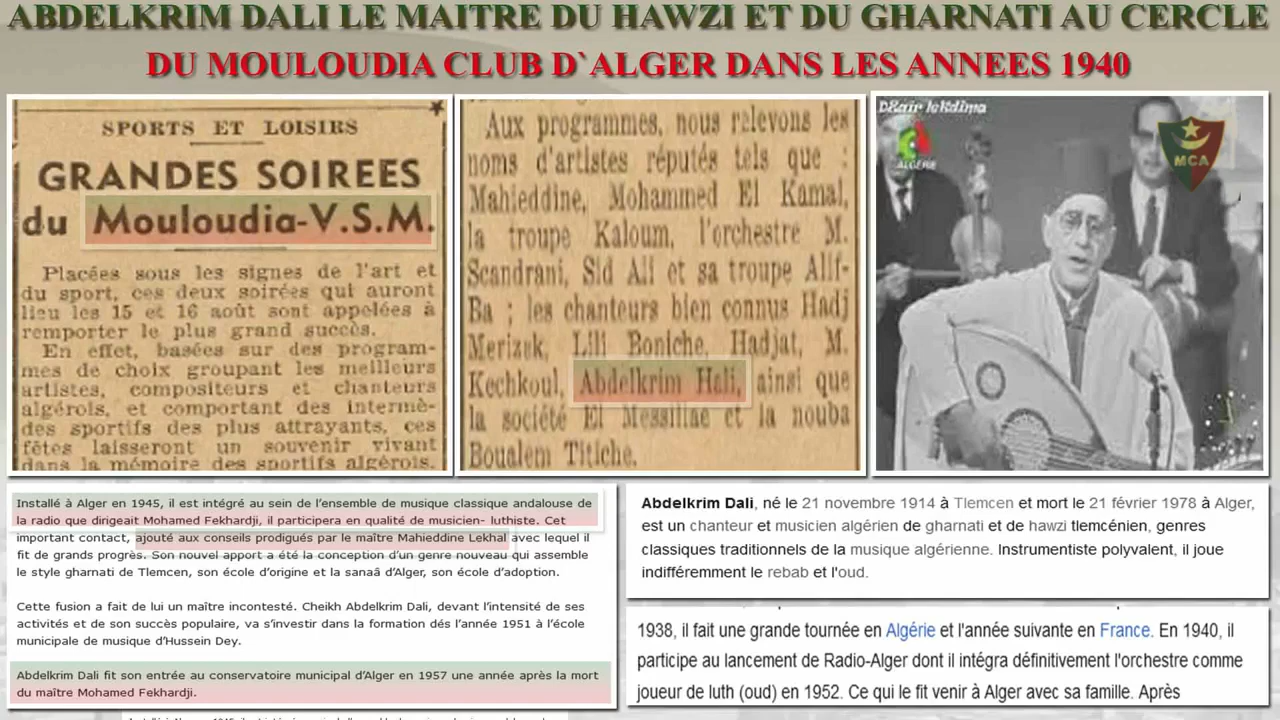 ABDELKRIM DALI LE MAITRE DU HAWZI ET DU GHARNATI AU CERCLE
DU MOULOUDIA CLUB D`ALGER DANS LES ANNEES 1940
SPORTS ET LOISIRS
GRANDES SOIREES
du Mouloudia-V.S.M.
Placées sous les signes de l'art et
du sport, ces deux soirées qui auront
lieu les 15 et 16 août sont appelées à
remporter le plus grand succès.
En effet, basées sur des program-
mes de choix groupant les meilleurs
artistes, compositeurs et chanteurs
algérois, et comportant des intermè-
des sportifs des plus attrayants, ces
fêtes laisseront un souvenir vivant
dans la mémoire des sportifs algérois.
Aux programmes, nous relevons les
noms d'artistes réputés tels que :
Mahieddine, Mohammed El Kamal,
la troupe Kaloum, l'orchestre M.
Scandrani, Sid Ali et sa troupe Alif-
Ba ; les chanteurs bien connus Hadj
Merizek, Lili Boniche, Hadjat, M.
Kechkoul, Abdelkrim Hali, ainsi que
la société El Messiliae et la nouba
Boualem Titiche.
Dzair lekdima
ALGERIE
MCA
Installé à Alger en 1945, il est intégré au sein de l'ensemble de musique classique andalouse de
la radio que dirigeait Mohamed Fekhardji, il participera en qualité de musicien- luthiste. Cet
important contact, ajouté aux conseils prodigués par le maître Mahieddine Lekhal avec lequel il
fit de grands progrès. Son nouvel apport a été la conception d'un genre nouveau qui assemble
le style gharnati de Tlemcen, son école d'origine et la sanaâ d'Alger, son école d'adoption.
Cette fusion a fait de lui un maître incontesté. Cheikh Abdelkrim Dali, devant l'intensité de ses
activités et de son succès populaire, va s'investir dans la formation dés l'année 1951 à l'école
municipale de musique d'Hussein Dey.
Abdelkrim Dali fit son entrée au conservatoire municipal d'Alger en 1957 une année après la mort
du maître Mohamed Fekhardji.
Abdelkrim Dali, né le 21 novembre 1914 à Tlemcen et mort le 21 février 1978 à Alger,
est un chanteur et musicien algérien de gharnati et de hawzi tlemcénien, genres
classiques traditionnels de la musique algérienne. Instrumentiste polyvalent, il joue
indifféremment le rebab et l'oud.
1938, il fait une grande tournée en Algérie et l'année suivante en France. En 1940, il
participe au lancement de Radio-Alger dont il intégra définitivement l'orchestre comme
joueur de luth (oud) en 1952. Ce qui le fit venir à Alger avec sa famille. Après